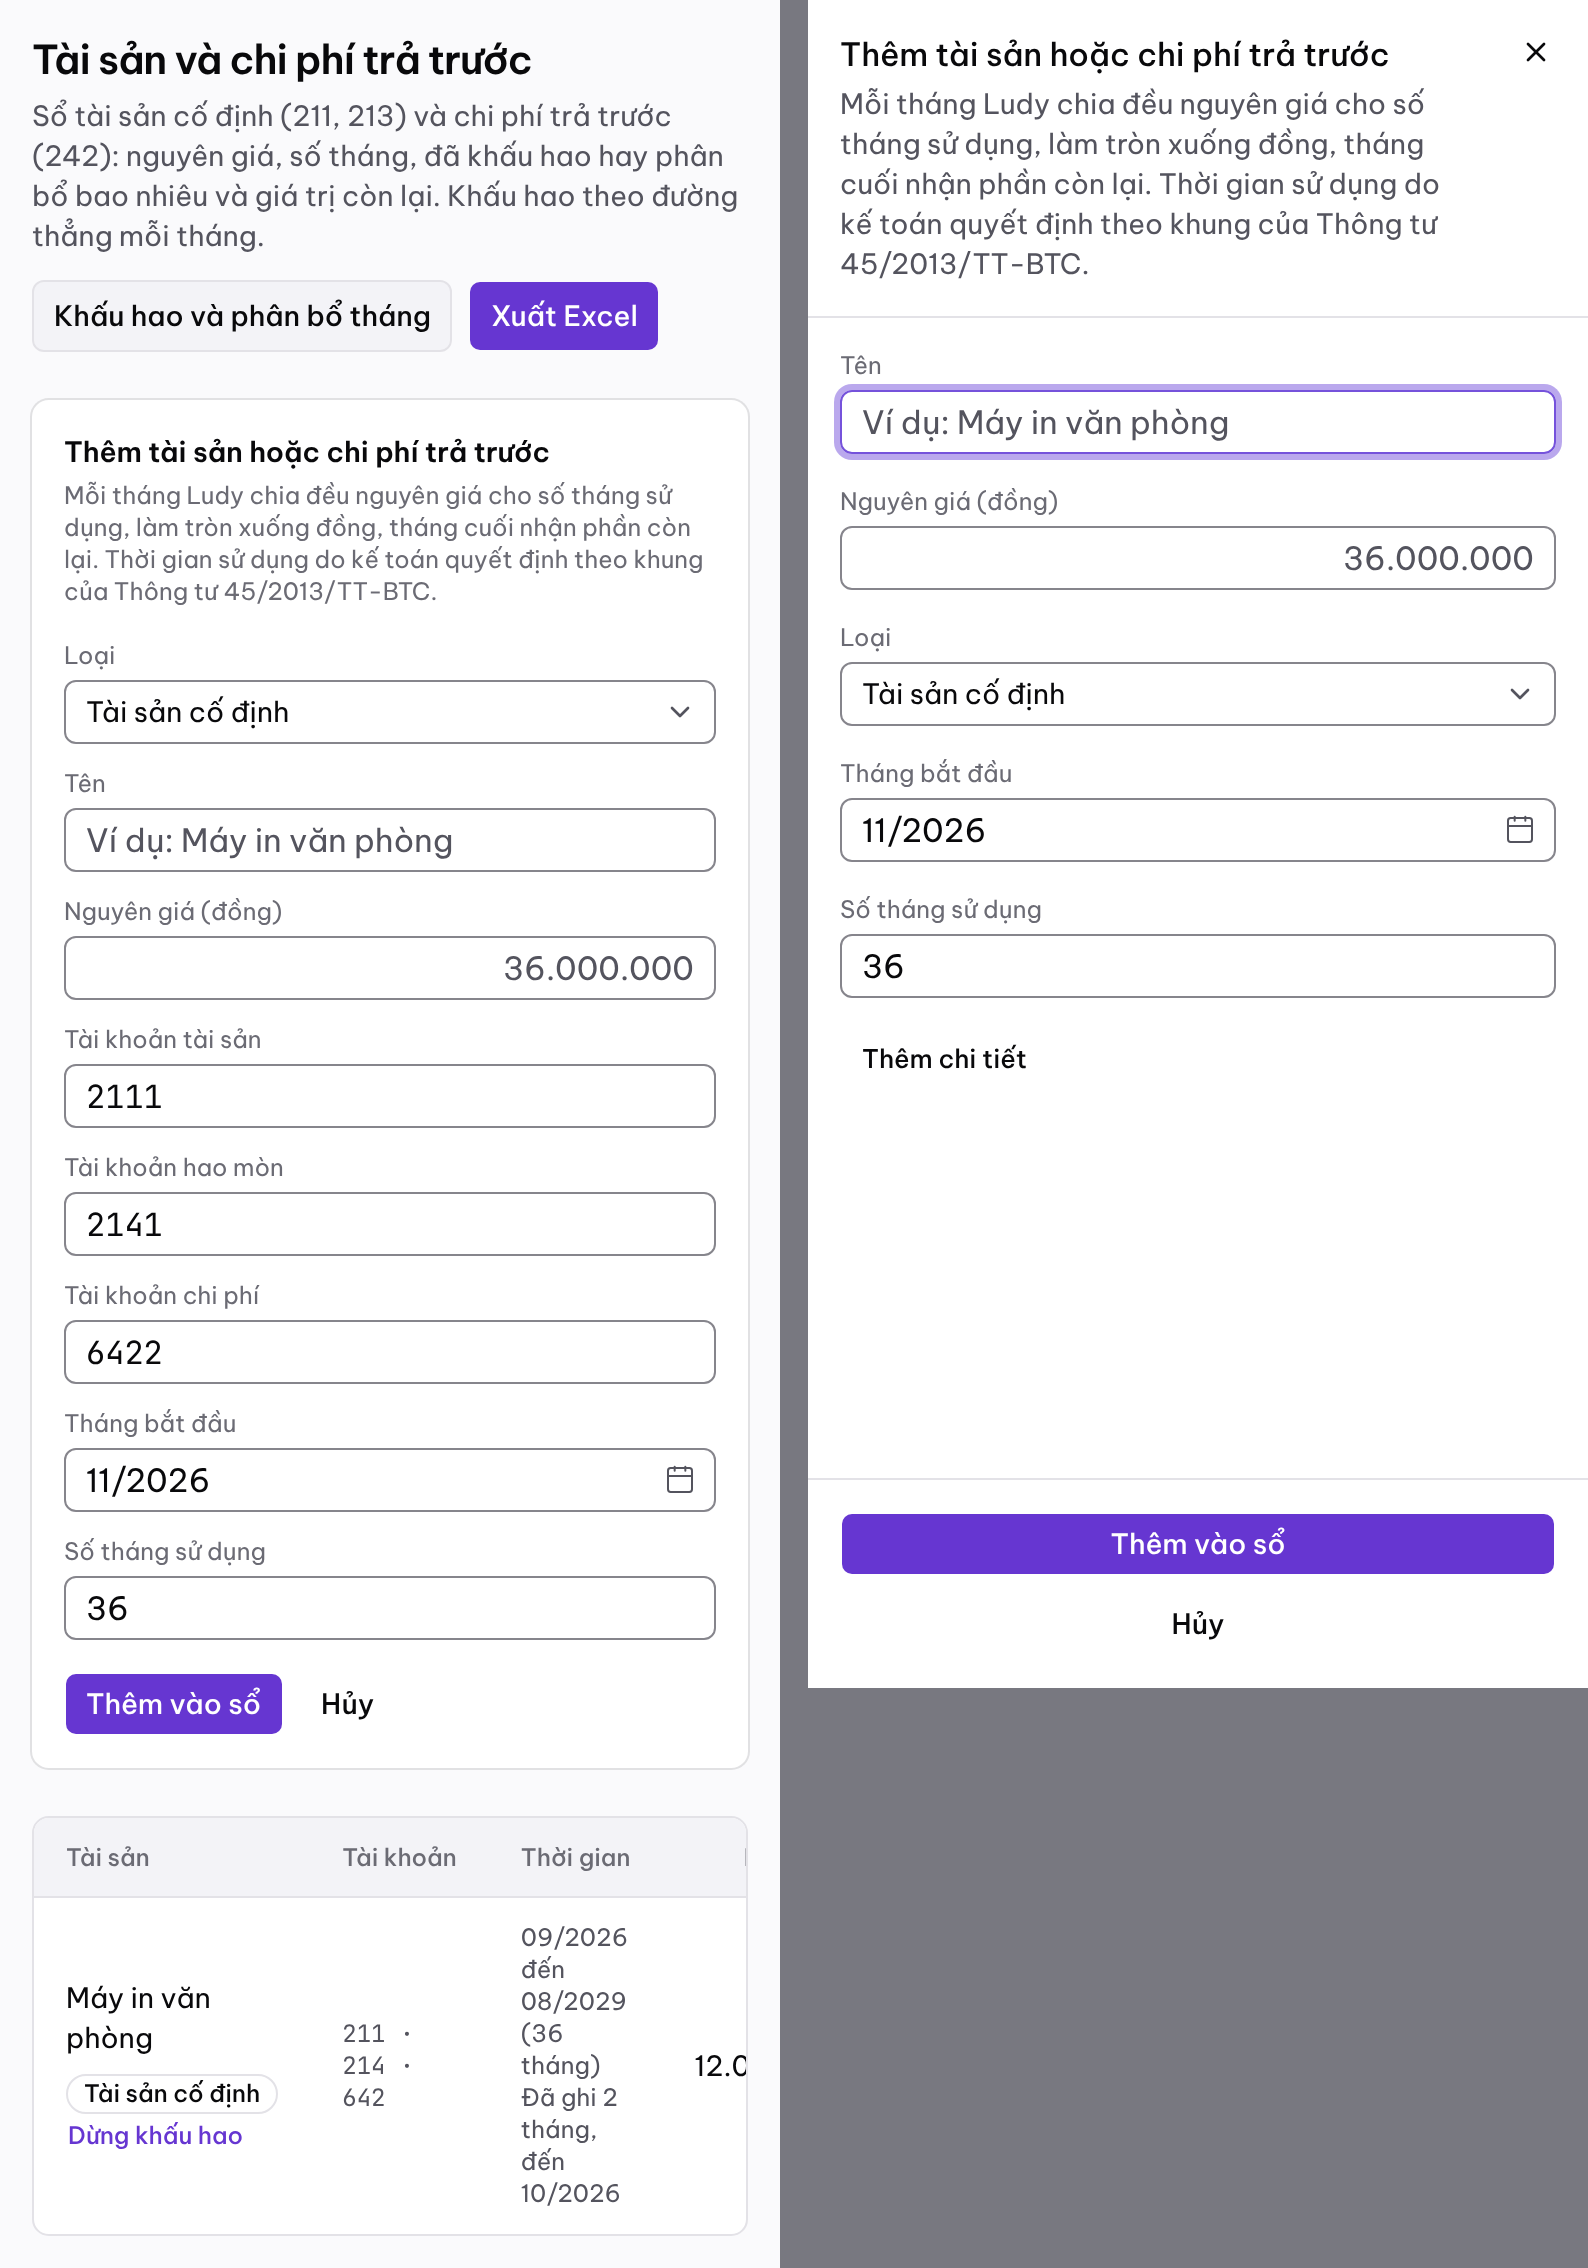 Tài sản và chi phí trả trước
Sổ tài sản cố định (211, 213) và chi phí trả trước
(242): nguyên giá, số tháng, đã khấu hao hay phân
bổ bao nhiêu và giá trị còn lại. Khấu hao theo đường
thẳng mỗi tháng.
Khấu hao và phân bổ tháng
Xuất Excel
Thêm tài sản hoặc chi phí trả trước
Mỗi tháng Ludy chia đều nguyên giá cho số tháng sử
dụng, làm tròn xuống đồng, tháng cuối nhận phần còn
lại. Thời gian sử dụng do kế toán quyết định theo khung
của Thông tư 45/2013/TT-BTC.
Loại
Tài sản cố định
Tên
Ví dụ: Máy in văn phòng
Nguyên giá (đồng)
36.000.000
Tài khoản tài sản
2111
Tài khoản hao mòn
2141
Tài khoản chi phí
6422
Tháng bắt đầu
11/2026
Số tháng sử dụng
36
Thêm vào sổ
Hủy
Tài sản
Tài khoản
Thời gian
Máy in văn
phòng
Tài sản cố định
Dừng khấu hao
211 ·
214 ·
642
09/2026
đến
08/2029
(36
tháng)
Đã ghi 2
tháng,
đến
10/2026
Thêm tài sản hoặc chi phí trả trước
Mỗi tháng Ludy chia đều nguyên giá cho số
tháng sử dụng, làm tròn xuống đồng, tháng
cuối nhận phần còn lại. Thời gian sử dụng do
kế toán quyết định theo khung của Thông tư
45/2013/TT-BTC.
Tên
Ví dụ: Máy in văn phòng
Nguyên giá (đồng)
36.000.000
Loại
Tài sản cố định
Tháng bắt đầu
11/2026
Số tháng sử dụng
36
Thêm chi tiết
Thêm vào sổ
Hủy